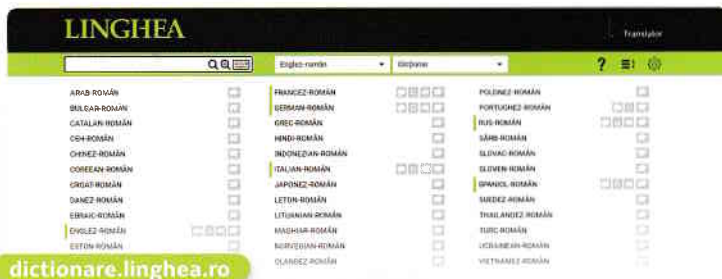 LINGHEA
Translator
Englez-român
Dicționar
?
ARAB-ROMÂN
BULGAR-ROMÂN
CATALAN-ROMÂN
CEH-ROMÂN
CHINEZ-ROMÂN
COREEAN-ROMÂN
CROAT-ROMÂN
DANEZ-ROMÂN
EBRAIC-ROMÂN
ENGLEZ-ROMÂN
ESTON-ROMÂN
FRANCEZ-ROMÂN
GERMAN-ROMÂN
GREC-ROMÂN
HINDI-ROMÂN
INDONEZIAN-ROMÂN
ITALIAN-ROMÂN
JAPONEZ-ROMÂN
LETON-ROMÂN
LITUANIAN-ROMÂN
MAGHIAR-ROMÂN
NORVEGIAN-ROMÂN
OLANDEZ-ROMÂN
POLONEZ-ROMÂN
PORTUGHEZ-ROMÂN
RUS-ROMÂN
SÂRB-ROMÂN
SLOVAC-ROMÂN
SLOVEN-ROMÂN
SPANIOL-ROMÂN
SUEDEZ-ROMÂN
THAILANDEZ-ROMÂN
TURC-ROMÂN
UCRAINEAN-ROMÂN
VIETNAMEZ-ROMÂN
dictionare.linghea.ro